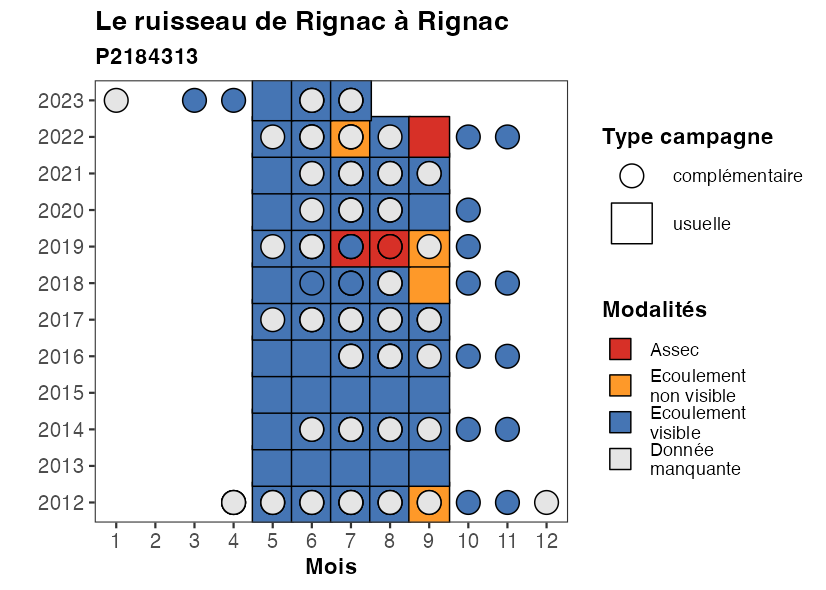 Le ruisseau de Rignac à Rignac
P2184313
2023
2022
2021
2020
2019
2018
2017
2016
2015
2014
2013
2012
1 2 3 4 5 6 7 8 9 10 11 12
Mois
Type campagne
complémentaire
usuelle
Modalités
Assec
Ecoulement
non visible
Ecoulement
visible
Donnée
manquante